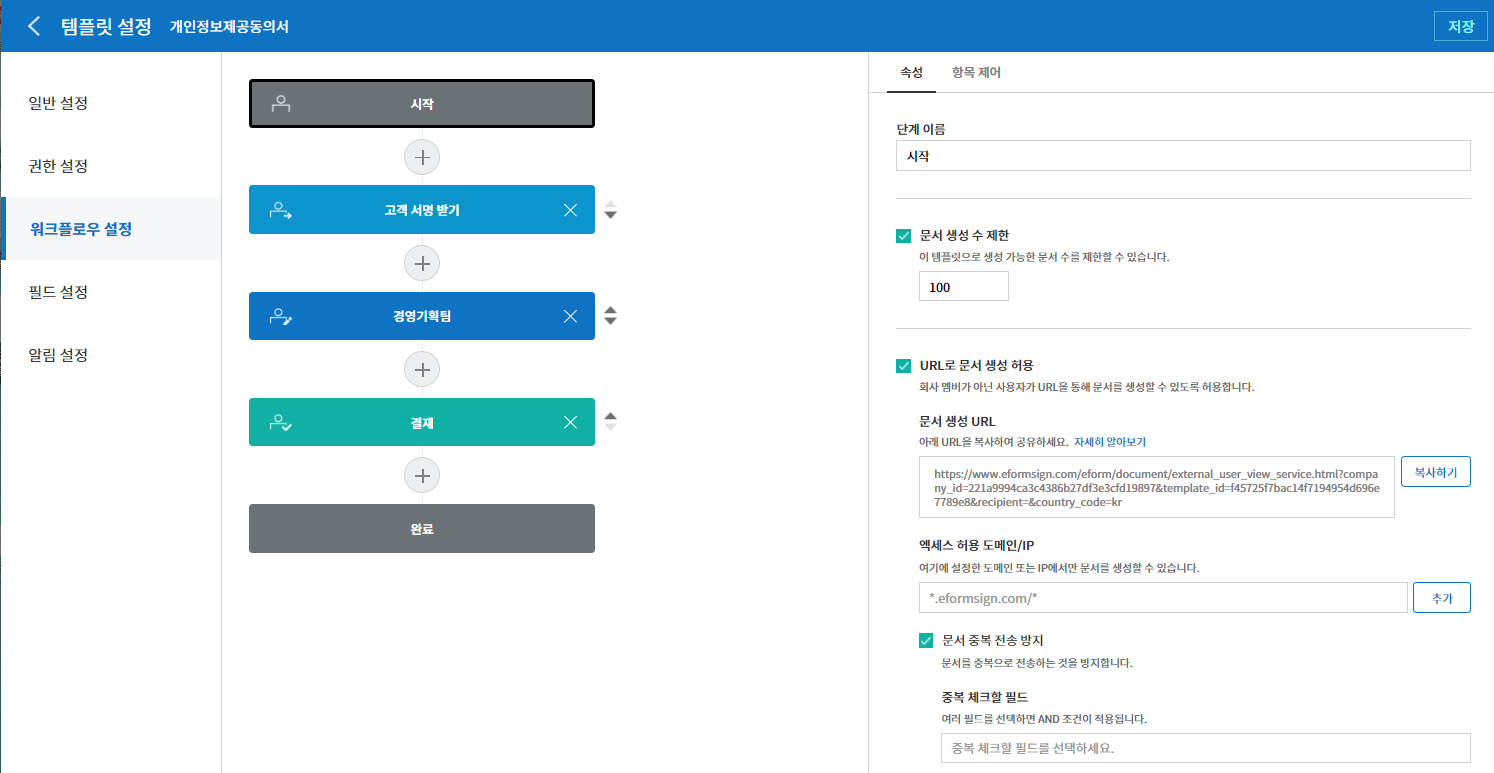 템플릿 설정 개인정보제공동의서 저장
일반 설정
권한 설정
워크플로우 설정
필드 설정
알림 설정
시작
고객 서명 받기
경영기획팀
결재
완료
속성 항목 제어
단계 이름
시작
문서 생성 수 제한
이 템플릿으로 생성 가능한 문서 수를 제한할 수 있습니다.
100
URL로 문서 생성 허용
회사 멤버가 아닌 사용자가 URL을 통해 문서를 생성할 수 있도록 허용합니다.
문서 생성 URL
아래 URL을 복사하여 공유하세요. 자세히 알아보기
https://www.eformsign.com/eform/document/external_user_view_service.html?compa
ny_id=221a9994ca3c4386b27df3e3cfd19897&template_id=f45725f7bac14f7194954d696e
7789e8&recipient=&country_code=kr
복사하기
엑세스 허용 도메인/IP
여기에 설정한 도메인 또는 IP에서만 문서를 생성할 수 있습니다.
*.eformsign.com/* 추가
문서 중복 전송 방지
문서를 중복으로 전송하는 것을 방지합니다.
중복 체크할 필드
여러 필드를 선택하면 AND 조건이 적용됩니다.
중복 체크할 필드를 선택하세요.